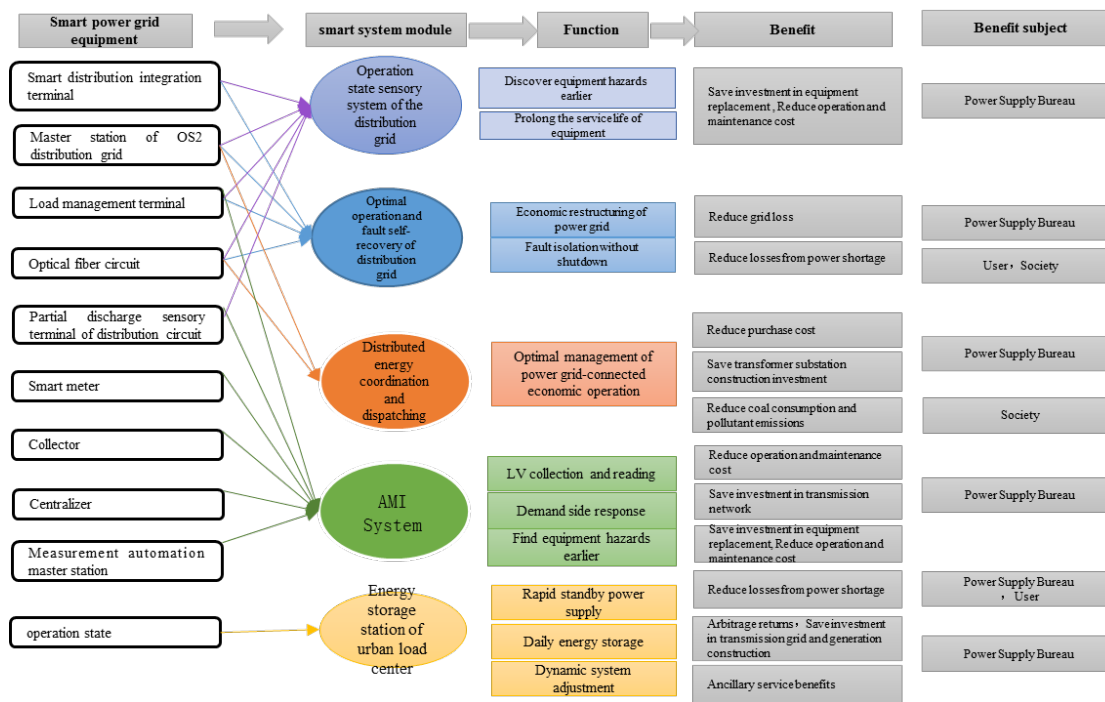 Smart power grid
equipment
smart system module
Function
Benefit
Benefit subject
Smart distribution integration
terminal
Master station of OS2
distribution grid
Load management terminal
Optical fiber circuit
Partial discharge sensory
terminal of distribution circuit
Smart meter
Collector
Centralizer
Measurement automation
master station
operation state
Operation
state sensory
system of the
distribution
grid
Optimal
operation and
fault self-
recovery of
distribution
grid
Distributed
energy
coordination
and
dispatching
AMI
System
Energy
storage
station of
urban load
center
Discover equipment hazards
earlier
Prolong the service life of
equipment
Economic restructuring of
power grid
Fault isolation without
shutdown
Optimal management of
power grid-connected
economic operation
LV collection and reading
Demand side response
Find equipment hazards
earlier
Rapid standby power
supply
Daily energy storage
Dynamic system
adjustment
Save investment in equipment
replacement , Reduce operation and
maintenance cost
Reduce grid loss
Reduce losses from power shortage
Reduce purchase cost
Save transformer substation
construction investment
Reduce coal consumption and
pollutant emissions
Reduce operation and maintenance
cost
Save investment in transmission
network
Save investment in equipment
replacement, Reduce operation and
maintenance cost
Reduce losses from power shortage
Arbitrage returns，Save investment
in transmission grid and generation
construction
Ancillary service benefits
Power Supply Bureau
Power Supply Bureau
User，Society
Power Supply Bureau
Society
Power Supply Bureau
Power Supply Bureau
，User
Power Supply Bureau